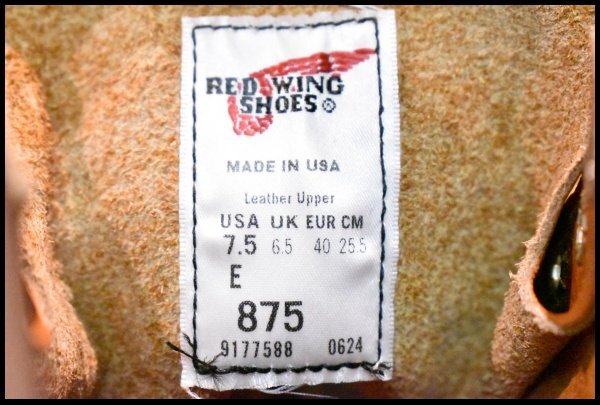 RED WING
SHOES ®
MADE IN USA
Leather Upper
USA UK EUR CM
7.5 6.5 40 25.5
E
875
9177588 0624